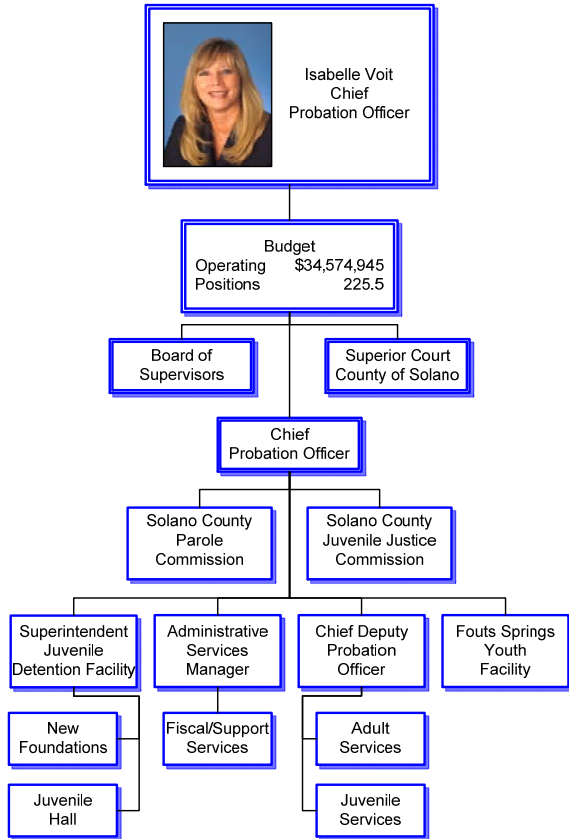 Isabelle Voit
Chief
Probation Officer
Budget
Operating $34,574,945
Positions 225.5
Board of
Supervisors
Superior Court
County of Solano
Chief
Probation Officer
Solano County
Parole
Commission
Solano County
Juvenile Justice
Commission
Superintendent
Juvenile
Detention Facility
Administrative
Services
Manager
Chief Deputy
Probation
Officer
Fouts Springs
Youth
Facility
New
Foundations
Fiscal/Support
Services
Adult
Services
Juvenile
Hall
Juvenile
Services